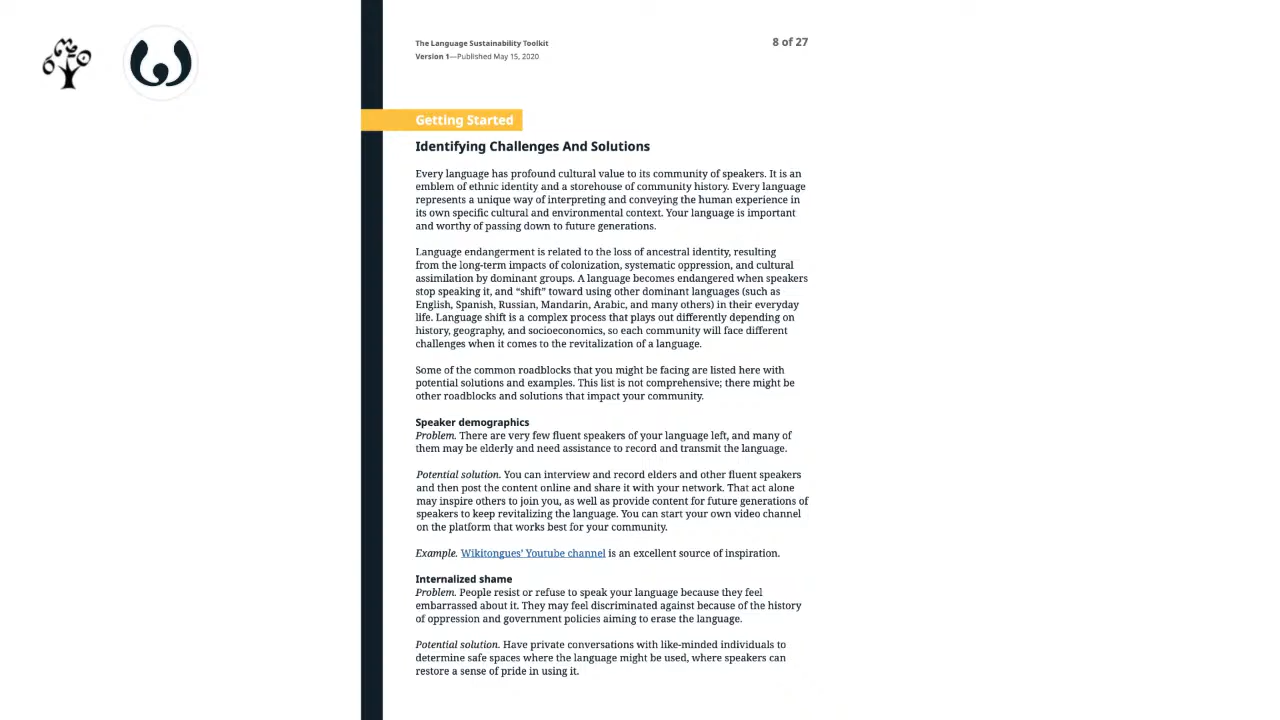 The Language Sustainability Toolkit
8 of 27
Version 1—Published May 15, 2020
Getting Started
Identifying Challenges And Solutions
Every language has profound cultural value to its community of speakers. It is an
emblem of ethnic identity and a storehouse of community history. Every language
represents a unique way of interpreting and conveying the human experience in
its own specific cultural and environmental context. Your language is important
and worthy of passing down to future generations.
Language endangerment is related to the loss of ancestral identity, resulting
from the long-term impacts of colonization, systematic oppression, and cultural
assimilation by dominant groups. A language becomes endangered when speakers
stop speaking it, and “shift” toward using other dominant languages (such as
English, Spanish, Russian, Mandarin, Arabic, and many others) in their everyday
life. Language shift is a complex process that plays out differently depending on
history, geography, and socioeconomics, so each community will face different
challenges when it comes to the revitalization of a language.
Some of the common roadblocks that you might be facing are listed here with
potential solutions and examples. This list is not comprehensive; there might be
other roadblocks and solutions that impact your community.
Speaker demographics
Problem. There are very few fluent speakers of your language left, and many of
them may be elderly and need assistance to record and transmit the language.
Potential solution. You can interview and record elders and other fluent speakers
and then post the content online and share it with your network. That act alone
may inspire others to join you, as well as provide content for future generations of
speakers to keep revitalizing the language. You can start your own video channel
on the platform that works best for your community.
Example. Wikitongues’ Youtube channel is an excellent source of inspiration.
Internalized shame
Problem. People resist or refuse to speak your language because they feel
embarrassed about it. They may feel discriminated against because of the history
of oppression and government policies aiming to erase the language.
Potential solution. Have private conversations with like-minded individuals to
determine safe spaces where the language might be used, where speakers can
restore a sense of pride in using it.